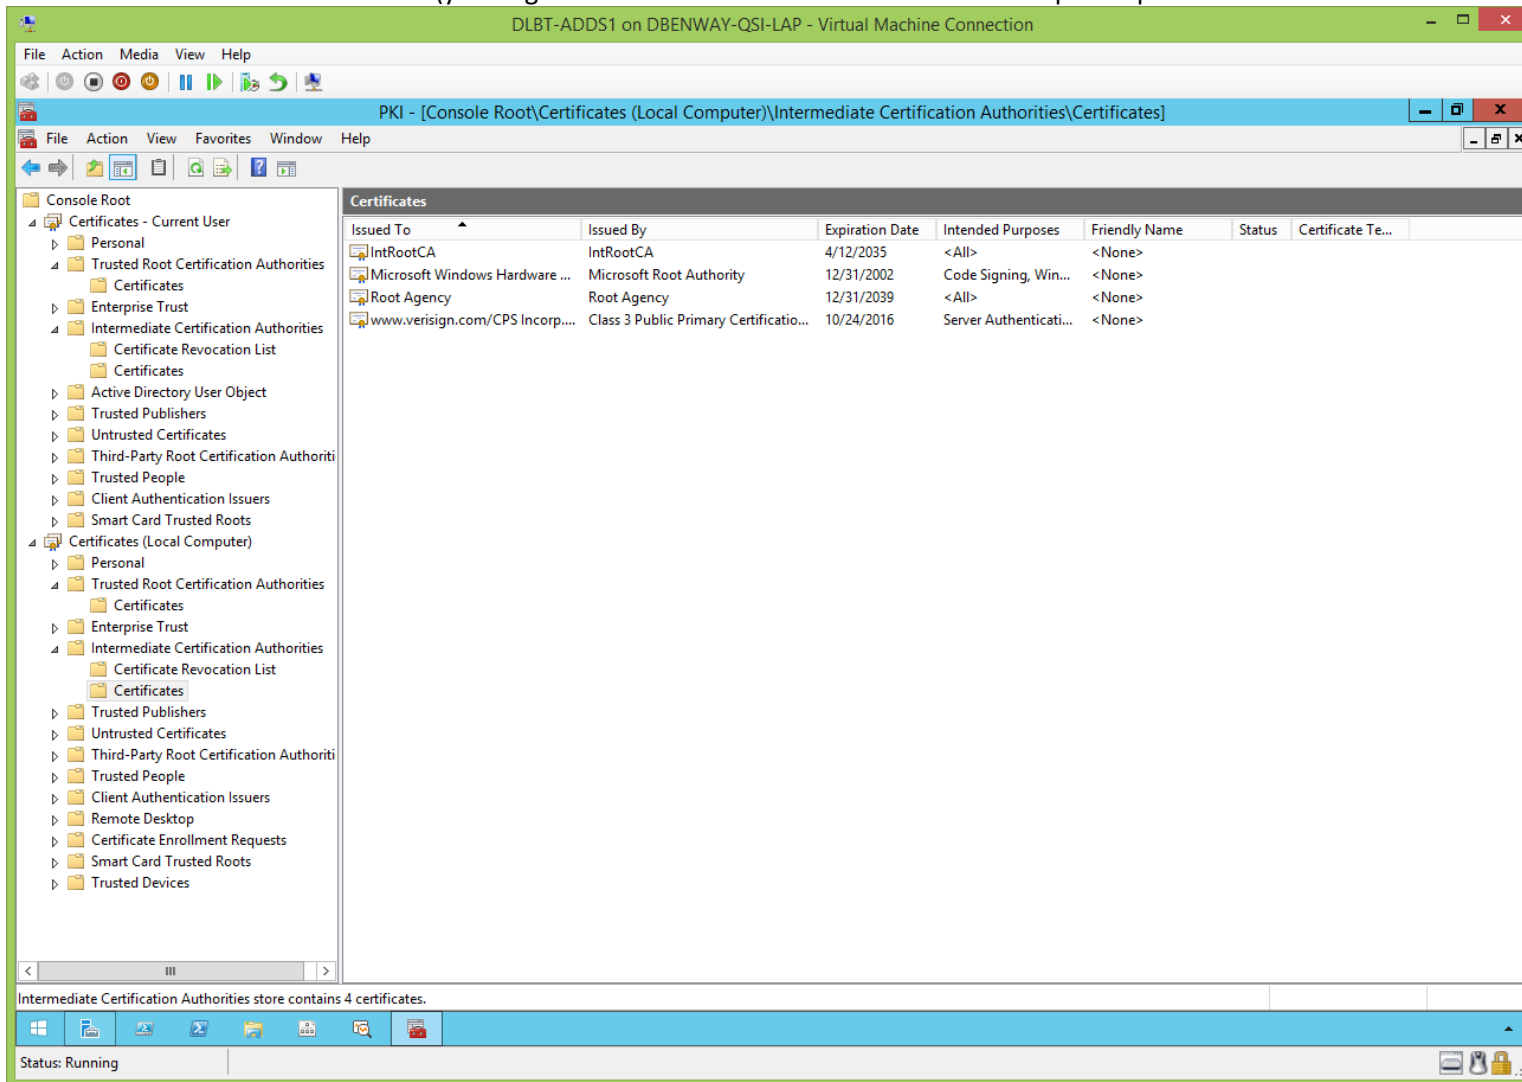 DLBT-ADDS1 on DBENWAY-QSI-LAP - Virtual Machine Connection
File Action Media View Help
PKI - [Console Root\Certificates (Local Computer)\Intermediate Certification Authorities\Certificates]
File Action View Favorites Window Help
Console Root
Certificates - Current User
Personal
Trusted Root Certification Authorities
Certificates
Enterprise Trust
Intermediate Certification Authorities
Certificate Revocation List
Certificates
Active Directory User Object
Trusted Publishers
Untrusted Certificates
Third-Party Root Certification Authoriti
Trusted People
Client Authentication Issuers
Smart Card Trusted Roots
Certificates (Local Computer)
Personal
Trusted Root Certification Authorities
Certificates
Enterprise Trust
Intermediate Certification Authorities
Certificate Revocation List
Certificates
Trusted Publishers
Untrusted Certificates
Third-Party Root Certification Authoriti
Trusted People
Client Authentication Issuers
Remote Desktop
Certificate Enrollment Requests
Smart Card Trusted Roots
Trusted Devices
Certificates
Issued To Issued By Expiration Date Intended Purposes Friendly Name Status Certificate Te...
IntRootCA IntRootCA 4/12/2035 <All> <None>
Microsoft Windows Hardware ... Microsoft Root Authority 12/31/2002 Code Signing, Win... <None>
Root Agency Root Agency 12/31/2039 <All> <None>
www.verisign.com/CPS Incorp.... Class 3 Public Primary Certificatio... 10/24/2016 Server Authenticati... <None>
Intermediate Certification Authorities store contains 4 certificates.
Status: Running